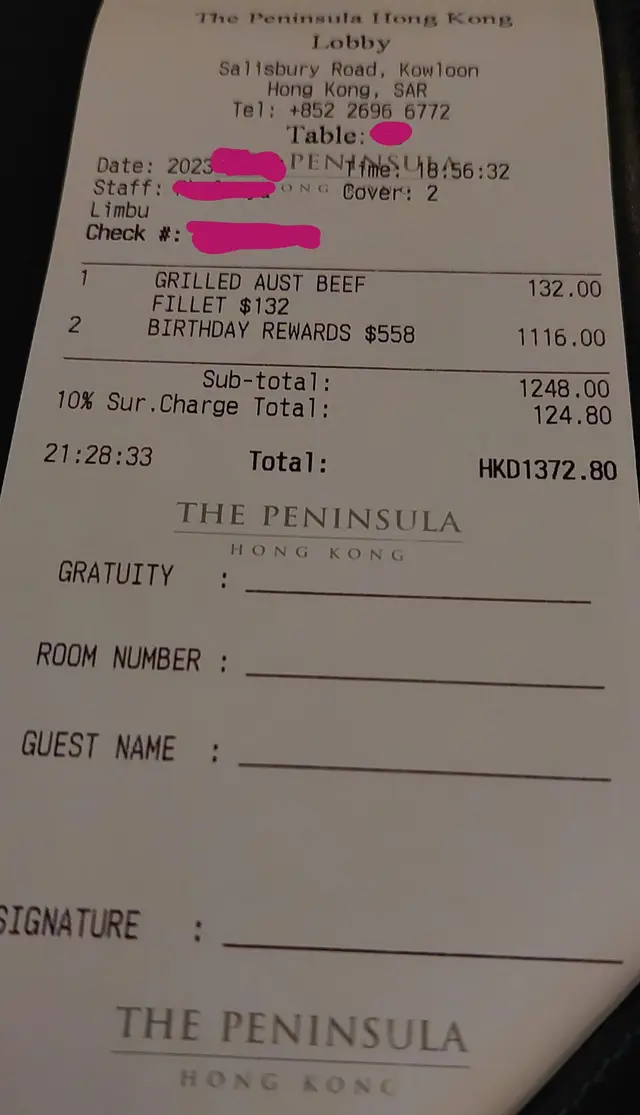 The Peninsula Hong Kong
Lobby
Salisbury Road, Kowloon
Hong Kong, SAR
Tel: +852 2696 6772
Table:
PENINSULA
Date: 2023 Time: 18:56:32
ONG
Staff: Cover: 2
Limbu
Check #:
1 GRILLED AUST BEEF 132.00
FILLET $132
2 BIRTHDAY REWARDS $558 1116.00
Sub-total: 1248.00
10% Sur.Charge Total: 124.80
21:28:33 Total: HKD1372.80
THE PENINSULA
HONG KONG
GRATUITY :
ROOM NUMBER :
GUEST NAME :
SIGNATURE :
THE PENINSULA
HONG KONG